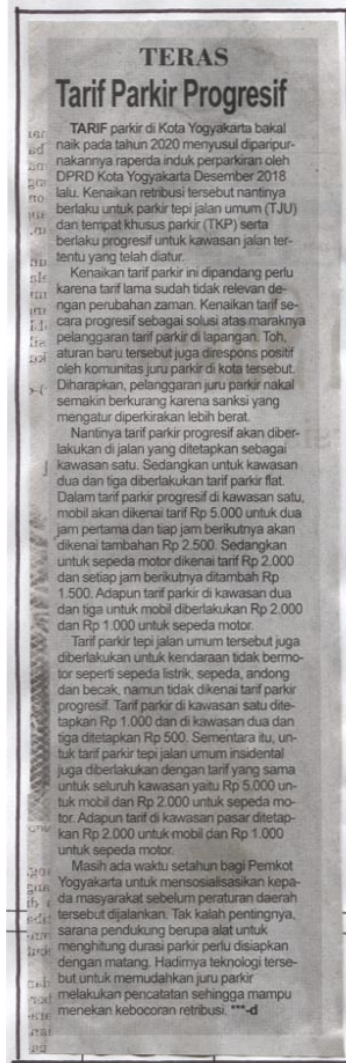 TERAS
Tarif Parkir Progresif
TARIF parkir di Kota Yogyakarta bakal
naik pada tahun 2020 menyusul diparipur-
nakannya raperda induk perparkiran oleh
DPRD Kota Yogyakarta Desember 2018
lalu. Kenaikan retribusi tersebut nantinya
berlaku untuk parkir tepi jalan umum (TJU)
dan tempat khusus parkir (TKP) serta
berlaku progresif untuk kawasan jalan ter-
tentu yang telah diatur.
Kenaikan tarif parkir ini dipandang perlu
karena tarif lama sudah tidak relevan de-
ngan perubahan zaman. Kenaikan tarif se-
cara progresif sebagai solusi atas maraknya
pelanggaran tarif parkir di lapangan. Toh,
aturan baru tersebut juga direspons positif
oleh komunitas juru parkir di kota tersebut.
Diharapkan, pelanggaran juru parkir nakal
semakin berkurang karena sanksi yang
mengatur diperkirakan lebih berat.
Nantinya tarif parkir progresif akan diber-
lakukan di jalan yang ditetapkan sebagai
kawasan satu. Sedangkan untuk kawasan
dua dan tiga diberlakukan tarif parkir flat.
Dalam tarif parkir progresif di kawasan satu,
mobil akan dikenai tarif Rp 5.000 untuk dua
jam pertama dan tiap jam berikutnya akan
dikenai tambahan Rp 2.500. Sedangkan
untuk sepeda motor dikenai tarif Rp 2.000
dan setiap jam berikutnya ditambah Rp
1.500. Adapun tarif parkir di kawasan dua
dan tiga untuk mobil diberlakukan Rp 2.000
dan Rp 1.000 untuk sepeda motor.
Tarif parkir tepi jalan umum tersebut juga
diberlakukan untuk kendaraan tidak bermo-
tor seperti sepeda listrik, sepeda, andong
dan becak, namun tidak dikenai tarif parkir
progresif. Tarif parkir di kawasan satu dite-
tapkan Rp 1.000 dan di kawasan dua dan
tiga ditetapkan Rp 500. Sementara itu, un-
tuk tarif parkir tepi jalan umum insidental
juga diberlakukan dengan tarif yang sama
untuk seluruh kawasan yaitu Rp 5.000 un-
tuk mobil dan Rp 2.000 untuk sepeda mo-
tor. Adapun tarif di kawasan pasar ditetap-
kan Rp 2.000 untuk mobil dan Rp 1.000
untuk sepeda motor.
Masih ada waktu setahun bagi Pemkot
Yogyakarta untuk mensosialisasikan kepa-
da masyarakat sebelum peraturan daerah
tersebut dijalankan. Tak kalah pentingnya,
sarana pendukung berupa alat untuk
menghitung durasi parkir perlu disiapkan
dengan matang. Hadirnya teknologi terse-
but untuk memudahkan juru parkir
melakukan pencatatan sehingga mampu
menekan kebocoran retribusi. ***-d